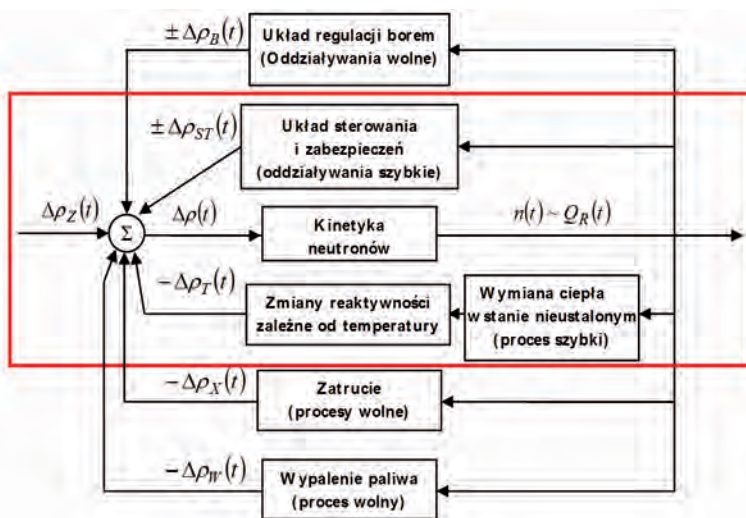 ± Δρ_B(t)
Układ regulacji borem
(Oddziaływania wolne)
± Δρ_ST(t)
Układ sterowania
i zabezpieczeń
(oddziaływania szybkie)
Δρ_Z(t)
Σ
Δρ(t)
Kinetyka
neutronów
n(t) ~ Q_R(t)
− Δρ_T(t)
Zmiany reaktywności
zależne od temperatury
Wymiana ciepła
w stanie nieustalonym
(proces szybki)
− Δρ_X(t)
Zatrucie
(procesy wolne)
− Δρ_W(t)
Wypalenie paliwa
(proces wolny)